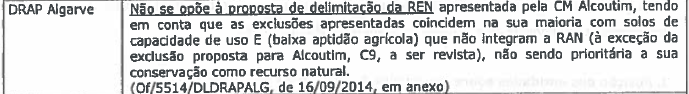 DRAP Algarve
Não se opõe à proposta de delimitação da REN apresentada pela CM Alcoutim, tendo
em conta que as exclusões apresentadas coincidem na sua maioria com solos de
capacidade de uso E (baixa aptidão agrícola) que não integram a RAN (à exceção da
exclusão proposta para Alcoutim, C9, a ser revista), não sendo prioritária a sua
conservação como recurso natural.
(Of/5514/DLDRAPALG, de 16/09/2014, em anexo)